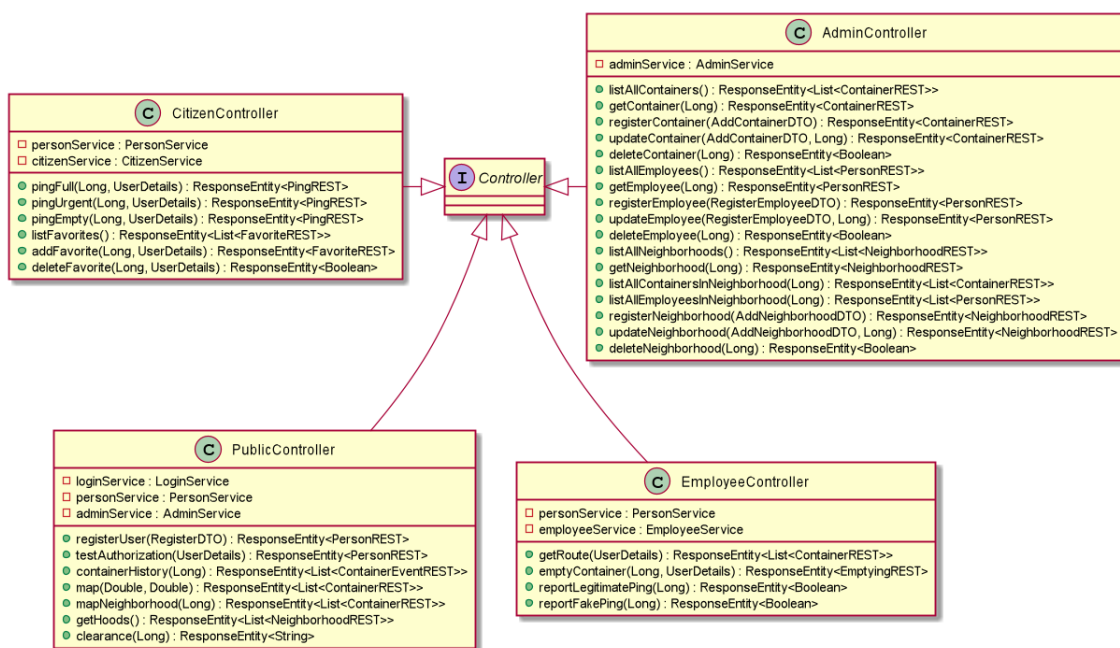 C AdminController
adminService : AdminService
listAllContainers() : ResponseEntity<List<ContainerREST>>
getContainer(Long) : ResponseEntity<ContainerREST>
registerContainer(AddContainerDTO) : ResponseEntity<ContainerREST>
updateContainer(AddContainerDTO, Long) : ResponseEntity<ContainerREST>
deleteContainer(Long) : ResponseEntity<Boolean>
listAllEmployees() : ResponseEntity<List<PersonREST>>
getEmployee(Long) : ResponseEntity<PersonREST>
registerEmployee(RegisterEmployeeDTO) : ResponseEntity<PersonREST>
updateEmployee(RegisterEmployeeDTO, Long) : ResponseEntity<PersonREST>
deleteEmployee(Long) : ResponseEntity<Boolean>
listAllNeighborhoods() : ResponseEntity<List<NeighborhoodREST>>
getNeighborhood(Long) : ResponseEntity<NeighborhoodREST>
listAllContainersInNeighborhood(Long) : ResponseEntity<List<ContainerREST>>
listAllEmployeesInNeighborhood(Long) : ResponseEntity<List<PersonREST>>
registerNeighborhood(AddNeighborhoodDTO) : ResponseEntity<NeighborhoodREST>
updateNeighborhood(AddNeighborhoodDTO, Long) : ResponseEntity<NeighborhoodREST>
deleteNeighborhood(Long) : ResponseEntity<Boolean>
C CitizenController
personService : PersonService
citizenService : CitizenService
pingFull(Long, UserDetails) : ResponseEntity<PingREST>
pingUrgent(Long, UserDetails) : ResponseEntity<PingREST>
pingEmpty(Long, UserDetails) : ResponseEntity<PingREST>
listFavorites() : ResponseEntity<List<FavoriteREST>>
addFavorite(Long, UserDetails) : ResponseEntity<FavoriteREST>
deleteFavorite(Long, UserDetails) : ResponseEntity<Boolean>
I Controller
C PublicController
loginService : LoginService
personService : PersonService
adminService : AdminService
registerUser(RegisterDTO) : ResponseEntity<PersonREST>
testAuthorization(UserDetails) : ResponseEntity<PersonREST>
containerHistory(Long) : ResponseEntity<List<ContainerEventREST>>
map(Double, Double) : ResponseEntity<List<ContainerREST>>
mapNeighborhood(Long) : ResponseEntity<List<ContainerREST>>
getHoods() : ResponseEntity<List<NeighborhoodREST>>
clearance(Long) : ResponseEntity<String>
C EmployeeController
personService : PersonService
employeeService : EmployeeService
getRoute(UserDetails) : ResponseEntity<List<ContainerREST>>
emptyContainer(Long, UserDetails) : ResponseEntity<EmptyingREST>
reportLegitimatePing(Long) : ResponseEntity<Boolean>
reportFakePing(Long) : ResponseEntity<Boolean>